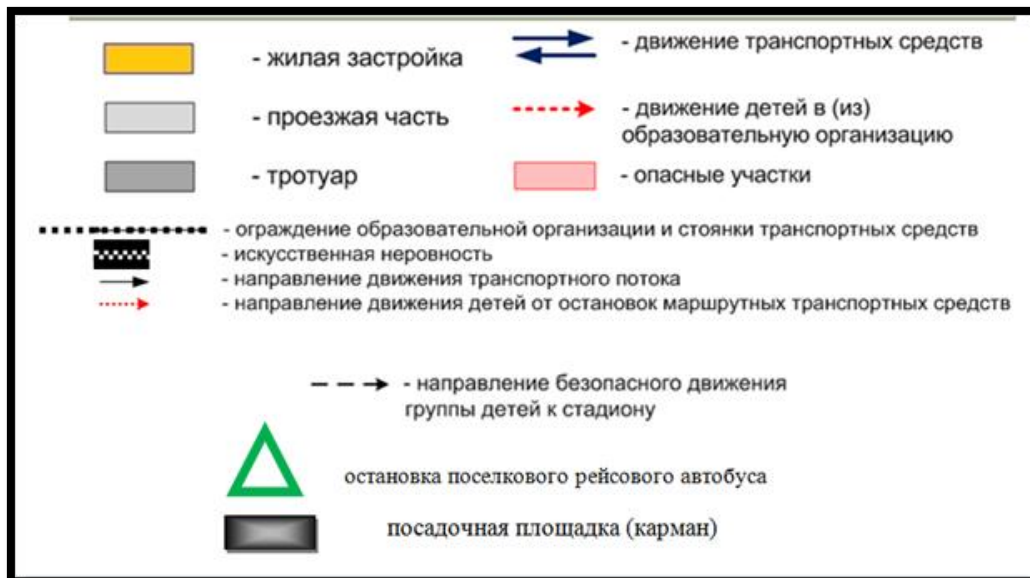 - жилая застройка
- движение транспортных средств
- проезжая часть
- движение детей в (из)
образовательную организацию
- тротуар
- опасные участки
- ограждение образовательной организации и стоянки транспортных средств
- искусственная неровность
- направление движения транспортного потока
- направление движения детей от остановок маршрутных транспортных средств
- направление безопасного движения
группы детей к стадиону
остановка поселкового рейсового автобуса
посадочная площадка (карман)